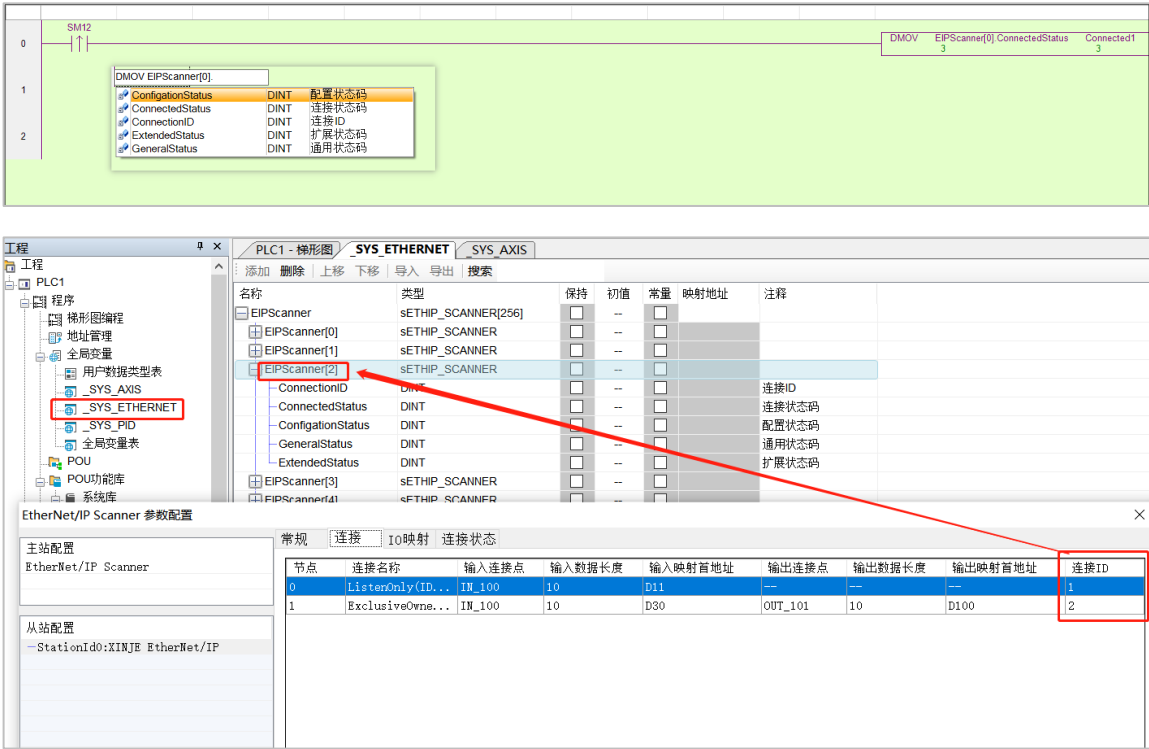 SM12
0
DMOV EIPScanner[0].ConnectedStatus Connected1
3 3
DMOV EIPScanner[0].
1
ConfigationStatus DINT 配置状态码
ConnectedStatus DINT 连接状态码
ConnectionID DINT 连接ID
2
ExtendedStatus DINT 扩展状态码
GeneralStatus DINT 通用状态码
工程
PLC1 - 梯形图 _SYS_ETHERNET _SYS_AXIS
工程
添加 删除 上移 下移 导入 导出 搜索
PLC1
名称 类型 保持 初值 常量 映射地址 注释
程序
EIPScanner sETHIP_SCANNER[256] --
梯形图编程
EIPScanner[0] sETHIP_SCANNER --
地址管理
EIPScanner[1] sETHIP_SCANNER --
全局变量
EIPScanner[2] sETHIP_SCANNER --
用户数据类型表
ConnectionID DINT -- 连接ID
_SYS_AXIS
ConnectedStatus DINT -- 连接状态码
_SYS_ETHERNET
ConfigationStatus DINT -- 配置状态码
_SYS_PID
GeneralStatus DINT -- 通用状态码
全局变量表
ExtendedStatus DINT -- 扩展状态码
POU
EIPScanner[3] sETHIP_SCANNER --
POU功能库
EIPScanner[4] sETHIP_SCANNER --
系统库
EtherNet/IP Scanner 参数配置
主站配置
EtherNet/IP Scanner
常规 连接 IO映射 连接状态
节点 连接名称 输入连接点 输入数据长度 输入映射首地址 输出连接点 输出数据长度 输出映射首地址 连接ID
0 ListenOnly(ID... IN_100 10 D11 -- -- -- 1
1 ExclusiveOwne... IN_100 10 D30 OUT_101 10 D100 2
从站配置
StationId0:XINJE EtherNet/IP